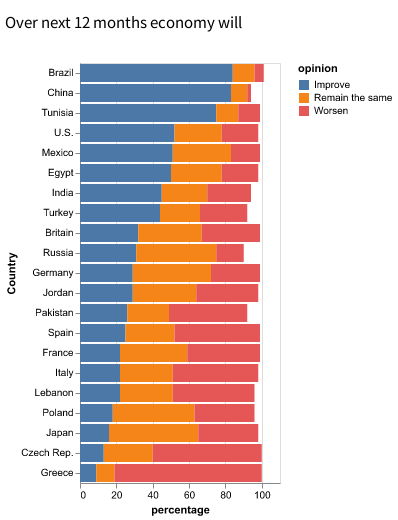 Over next 12 months economy will
opinion
Improve
Remain the same
Worsen
Country
Brazil
China
Tunisia
U.S.
Mexico
Egypt
India
Turkey
Britain
Russia
Germany
Jordan
Pakistan
Spain
France
Italy
Lebanon
Poland
Japan
Czech Rep.
Greece
0 20 40 60 80 100
percentage